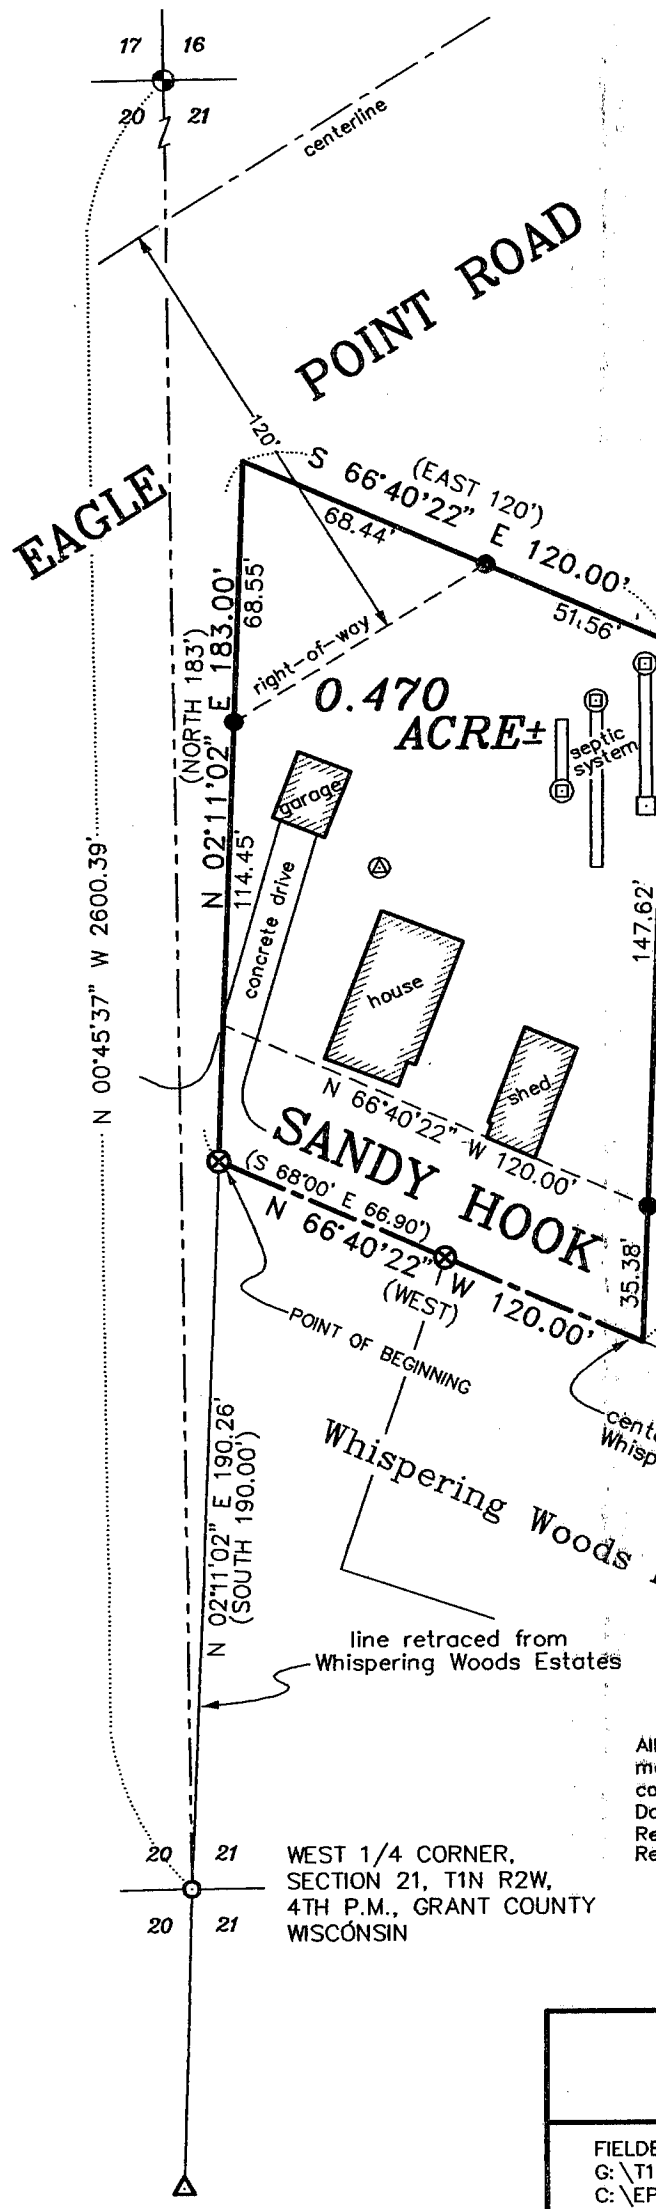 17 16
20 21
centerline
EAGLE POINT ROAD
120'
S 66°40'22" E 120.00'
(EAST 120')
68.44'
51.56'
right-of-way
N 02°11'02" E 183.00'
(NORTH 183')
68.55'
114.45'
0.470
ACRE±
septic
system
garage
concrete drive
house
shed
147.62'
N 00°45'37" W 2600.39'
N 66°40'22" W 120.00'
SANDY HOOK
(S 68°00' E 66.90')
N 66°40'22" W 120.00'
(WEST)
35.38'
POINT OF BEGINNING
Whispering Woods
N 02°11'02" E 190.26'
(SOUTH 190.00')
line retraced from
Whispering Woods Estates
20 21
20 21
WEST 1/4 CORNER,
SECTION 21, T1N R2W,
4TH P.M., GRANT COUNTY
WISCONSIN
G:\T1
C:\EP